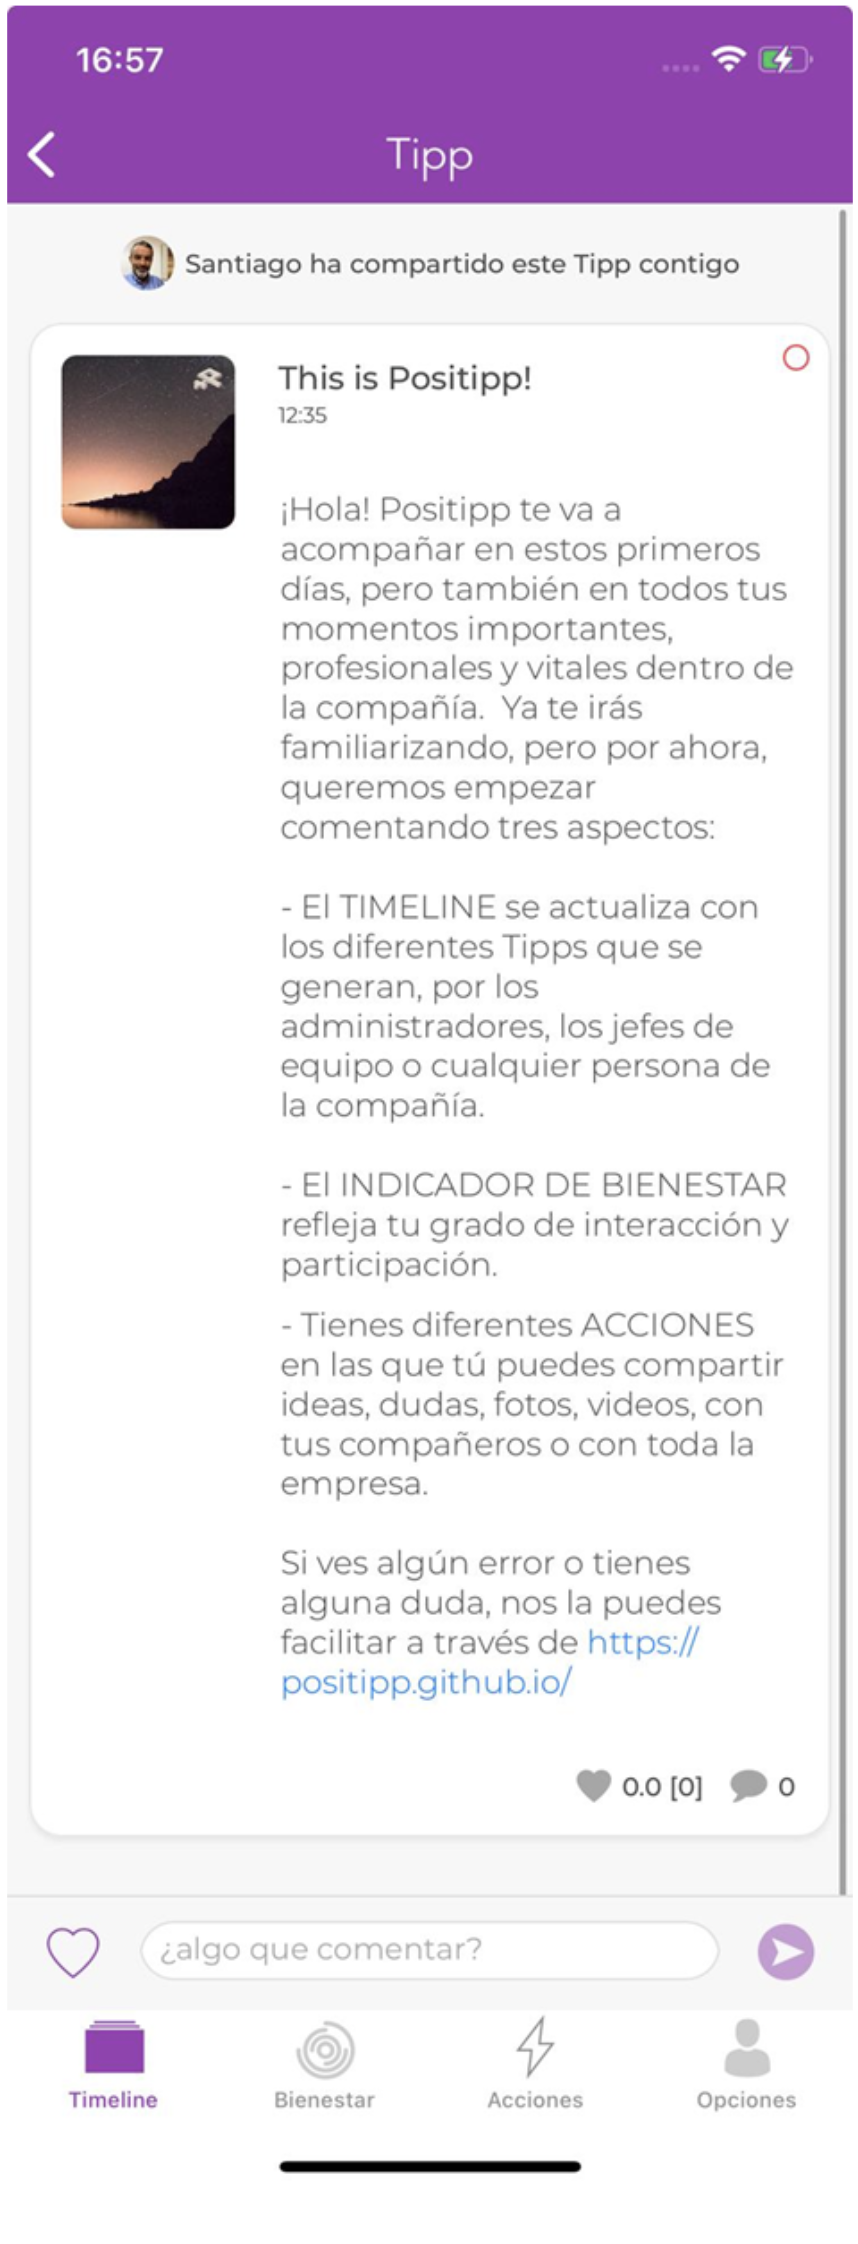 16:57
Tipp
Santiago ha compartido este Tipp contigo
This is Positipp!
12:35
¡Hola! Positipp te va a
acompañar en estos primeros
días, pero también en todos tus
momentos importantes,
profesionales y vitales dentro de
la compañía.  Ya te irás
familiarizando, pero por ahora,
queremos empezar
comentando tres aspectos:
- El TIMELINE se actualiza con
los diferentes Tipps que se
generan, por los
administradores, los jefes de
equipo o cualquier persona de
la compañía.
- El INDICADOR DE BIENESTAR
refleja tu grado de interacción y
participación.
- Tienes diferentes ACCIONES
en las que tú puedes compartir
ideas, dudas, fotos, videos, con
tus compañeros o con toda la
empresa.
Si ves algún error o tienes
alguna duda, nos la puedes
facilitar a través de https://
positipp.github.io/
0.0 [0] 0
¿algo que comentar?
Timeline Bienestar Acciones Opciones